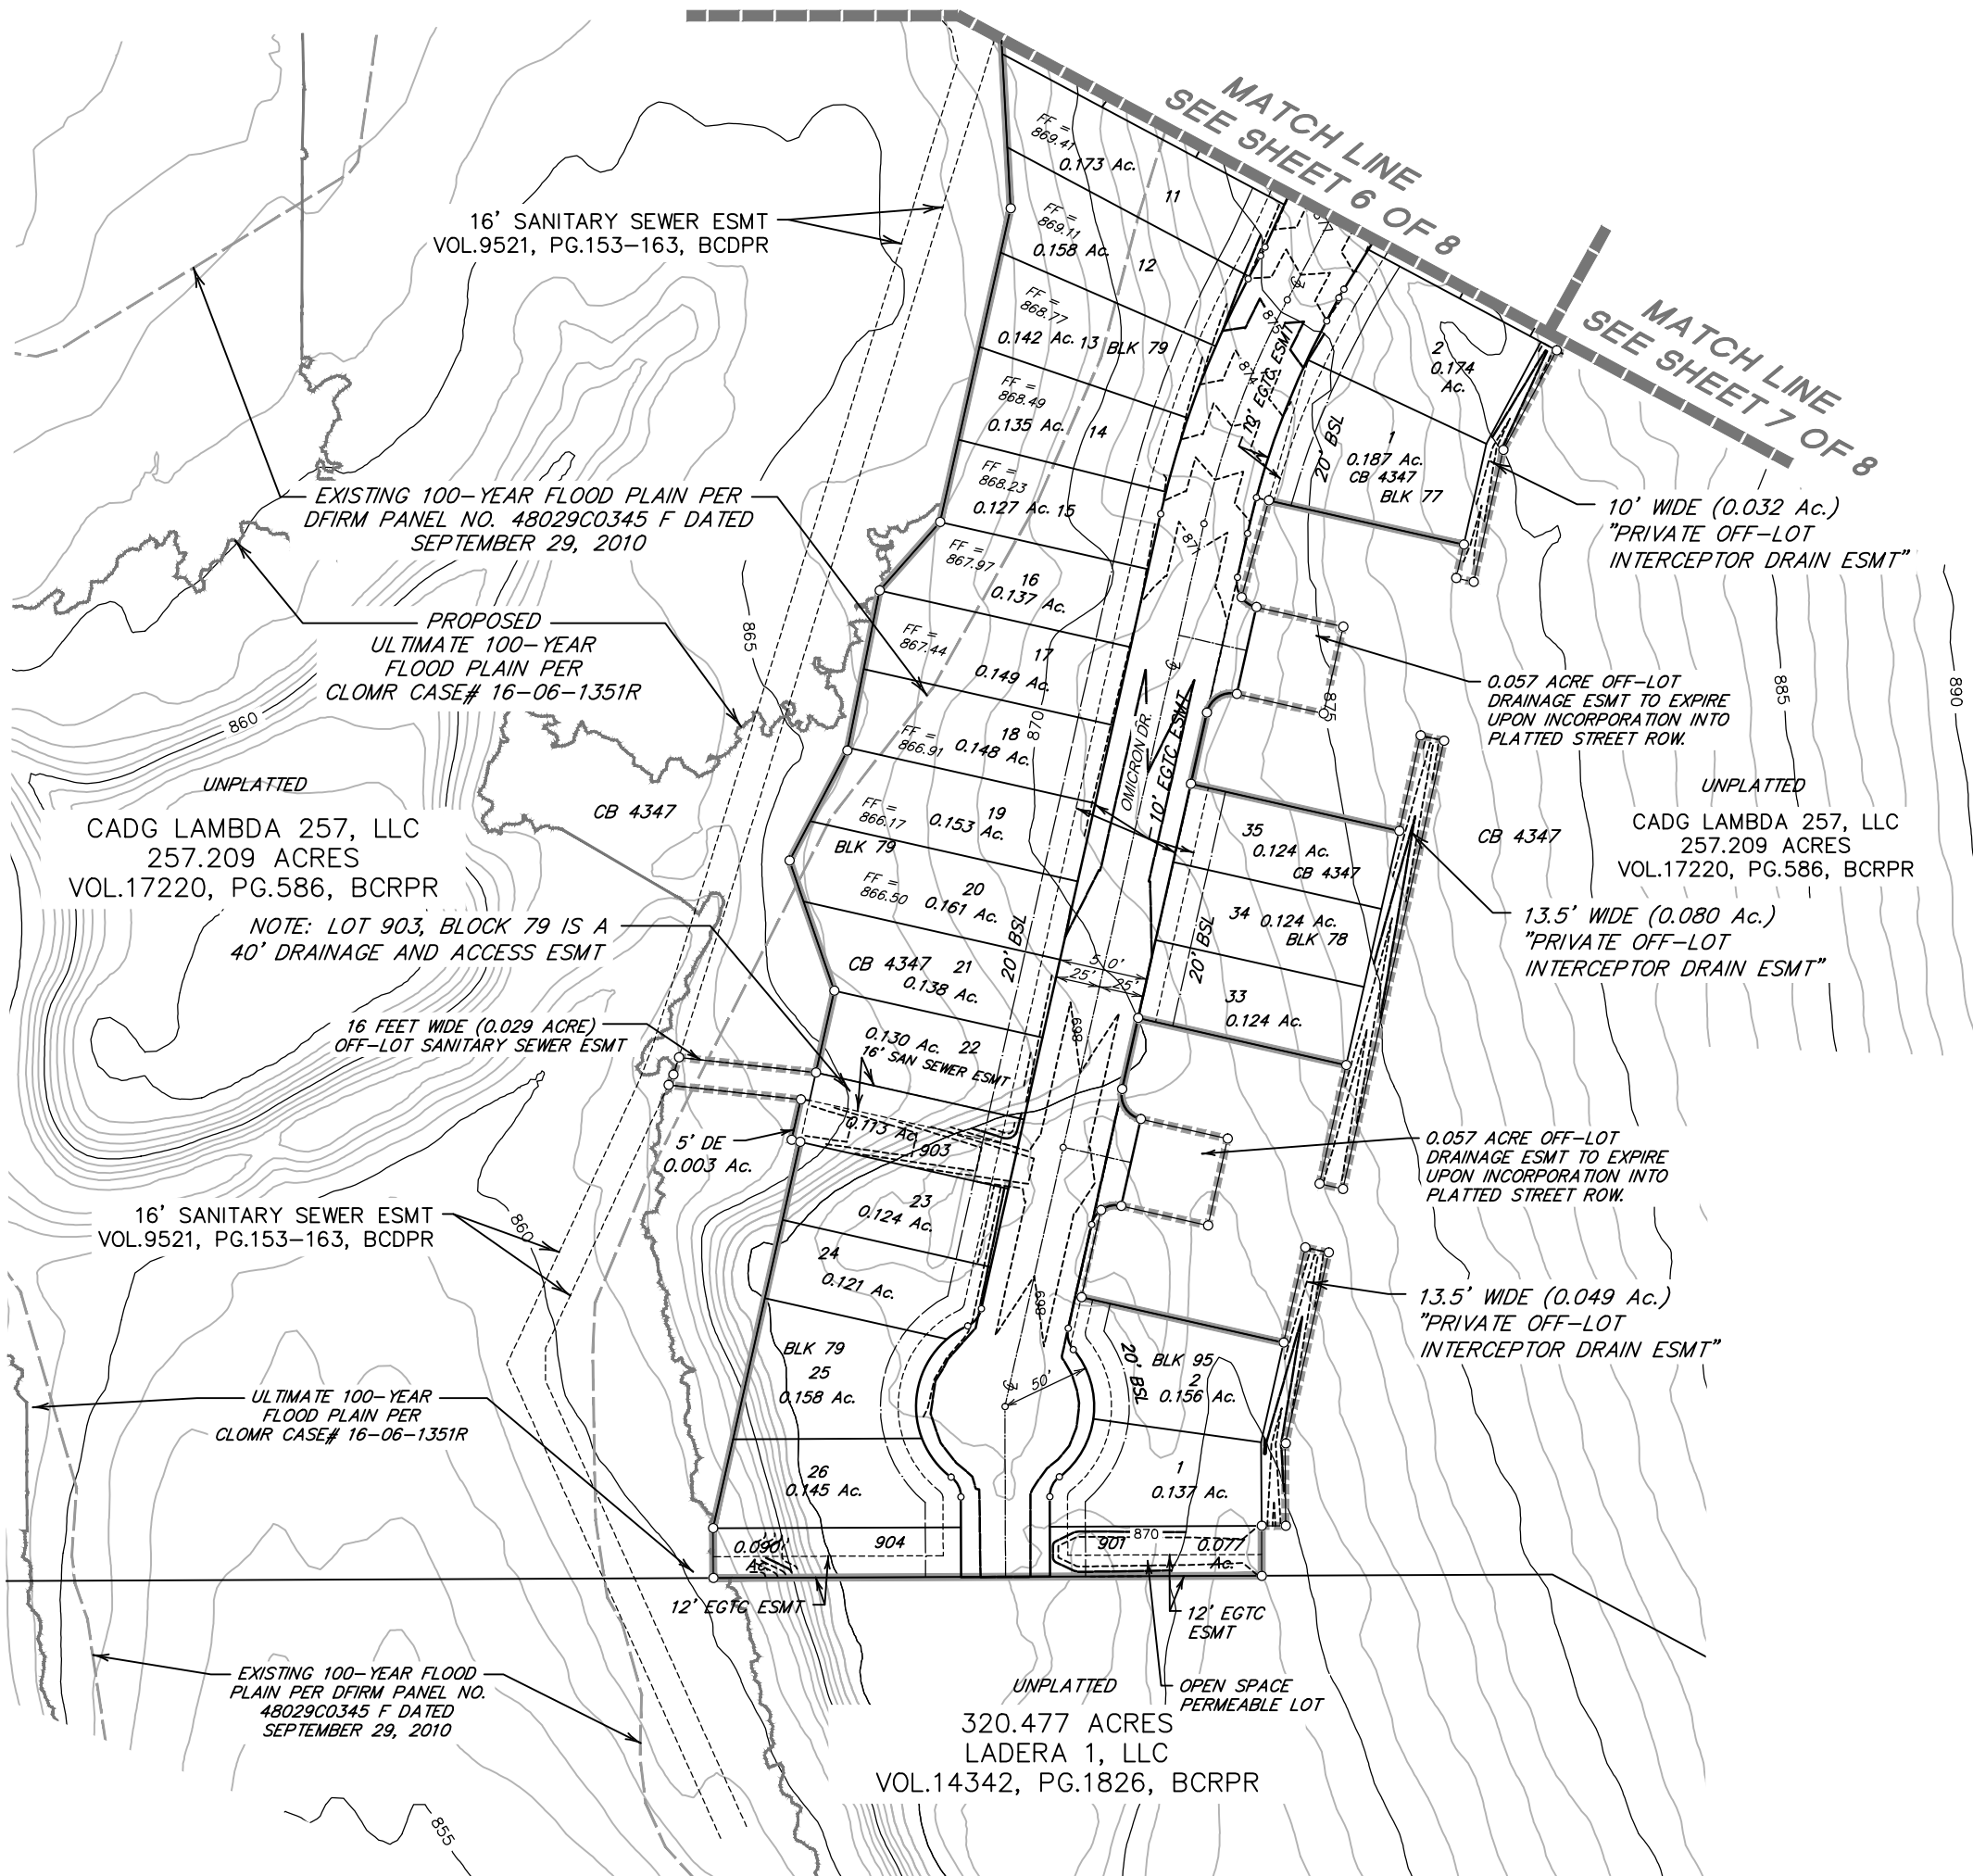 MATCH LINE
SEE SHEET 6 OF 8
MATCH LINE
SEE SHEET 7 OF 8
16' SANITARY SEWER ESMT
VOL.9521, PG.153-163, BCDPR
FF =
869.41
0.173 Ac.
11
FF =
869.11
0.158 Ac.
12
FF =
868.77
0.142 Ac.
13
BLK 79
FF =
868.49
0.135 Ac.
14
FF =
868.23
0.127 Ac.
15
FF =
867.97
16
0.137 Ac.
FF =
867.44
17
0.149 Ac.
FF =
866.91
18
0.148 Ac.
FF =
866.17
19
0.153 Ac.
BLK 79
FF =
866.50
20
0.161 Ac.
CB 4347
21
0.138 Ac.
0.130 Ac.
22
16' SAN SEWER ESMT
0.113 Ac.
903
5' DE
0.003 Ac.
23
0.124 Ac.
24
0.121 Ac.
BLK 79
25
0.158 Ac.
26
0.145 Ac.
0.090
Ac.
904
12' EGTC ESMT
875
874
871
870
869
869
10' EGTC ESMT
10' EGTC ESMT
OMICRON DR
20' BSL
50'
25'
25'
50'
2
0.174
Ac.
1
0.187 Ac.
CB 4347
BLK 77
20' BSL
10' WIDE (0.032 Ac.)
"PRIVATE OFF-LOT
INTERCEPTOR DRAIN ESMT"
0.057 ACRE OFF-LOT
DRAINAGE ESMT TO EXPIRE
UPON INCORPORATION INTO
PLATTED STREET ROW.
875
885
890
UNPLATTED
CADG LAMBDA 257, LLC
257.209 ACRES
VOL.17220, PG.586, BCRPR
CB 4347
35
0.124 Ac.
CB 4347
34
0.124 Ac.
BLK 78
33
0.124 Ac.
20' BSL
13.5' WIDE (0.080 Ac.)
"PRIVATE OFF-LOT
INTERCEPTOR DRAIN ESMT"
0.057 ACRE OFF-LOT
DRAINAGE ESMT TO EXPIRE
UPON INCORPORATION INTO
PLATTED STREET ROW.
13.5' WIDE (0.049 Ac.)
"PRIVATE OFF-LOT
INTERCEPTOR DRAIN ESMT"
20' BSL
BLK 95
2
0.156 Ac.
1
0.137 Ac.
870
901
0.077
Ac.
12' EGTC
ESMT
OPEN SPACE
PERMEABLE LOT
UNPLATTED
320.477 ACRES
LADERA 1, LLC
VOL.14342, PG.1826, BCRPR
EXISTING 100-YEAR FLOOD PLAIN PER
DFIRM PANEL NO. 48029C0345 F DATED
SEPTEMBER 29, 2010
PROPOSED
ULTIMATE 100-YEAR
FLOOD PLAIN PER
CLOMR CASE# 16-06-1351R
865
860
UNPLATTED
CADG LAMBDA 257, LLC
257.209 ACRES
VOL.17220, PG.586, BCRPR
CB 4347
NOTE: LOT 903, BLOCK 79 IS A
40' DRAINAGE AND ACCESS ESMT
16 FEET WIDE (0.029 ACRE)
OFF-LOT SANITARY SEWER ESMT
16' SANITARY SEWER ESMT
VOL.9521, PG.153-163, BCDPR
860
ULTIMATE 100-YEAR
FLOOD PLAIN PER
CLOMR CASE# 16-06-1351R
EXISTING 100-YEAR FLOOD
PLAIN PER DFIRM PANEL NO.
48029C0345 F DATED
SEPTEMBER 29, 2010
855